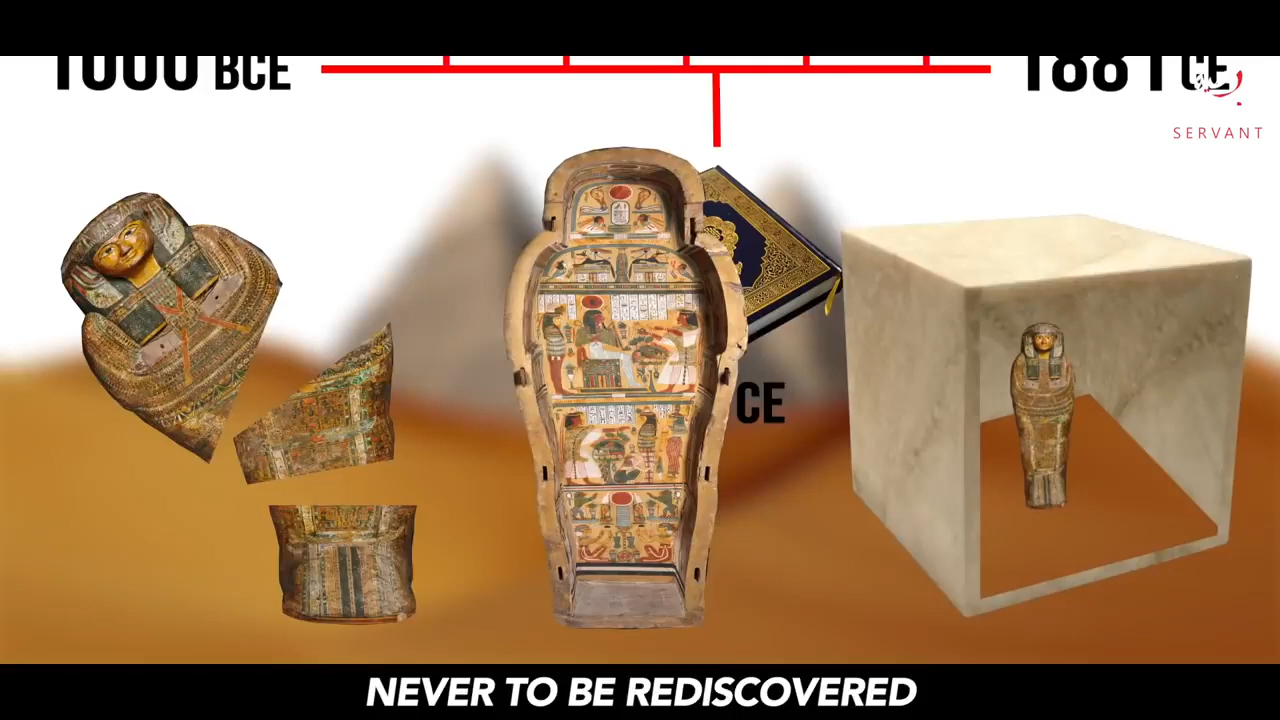 1000 BCE
1881 CE
SERVANT
CE
NEVER TO BE REDISCOVERED